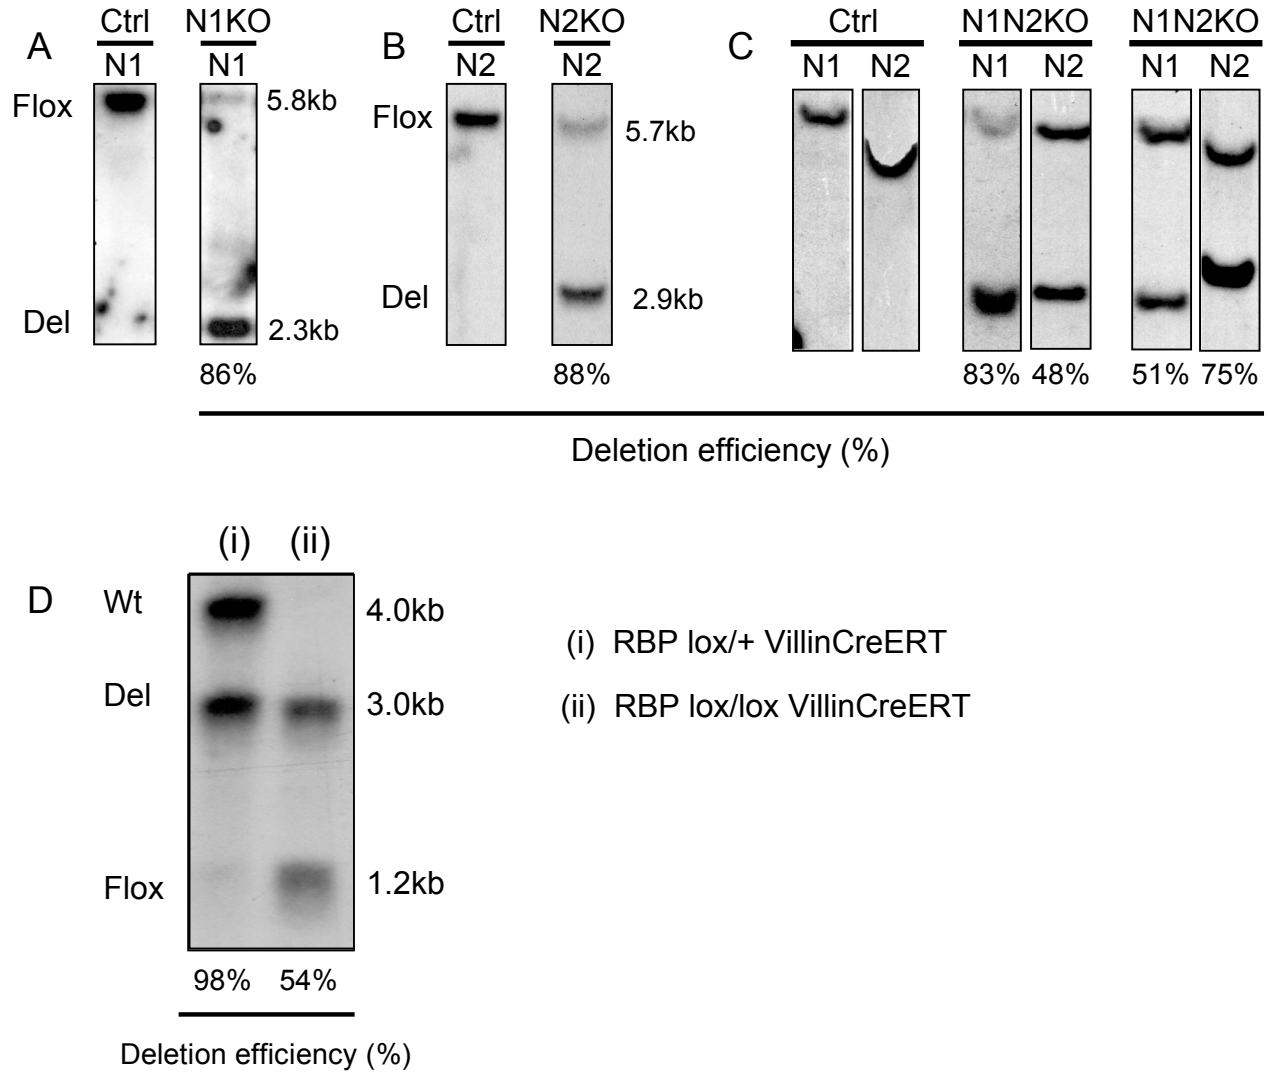 A Ctrl N1KO B Ctrl N2KO C Ctrl N1N2KO N1N2KO
N1 N1 N2 N2 N1 N2 N1 N2 N1 N2
Flox 5.8kb Flox 5.7kb
Del 2.3kb Del 2.9kb
86% 88% 83% 48% 51% 75%
Deletion efficiency (%)
(i) (ii)
D Wt 4.0kb
(i) RBP lox/+ VillinCreERT
Del 3.0kb
(ii) RBP lox/lox VillinCreERT
Flox 1.2kb
98% 54%
Deletion efficiency (%)